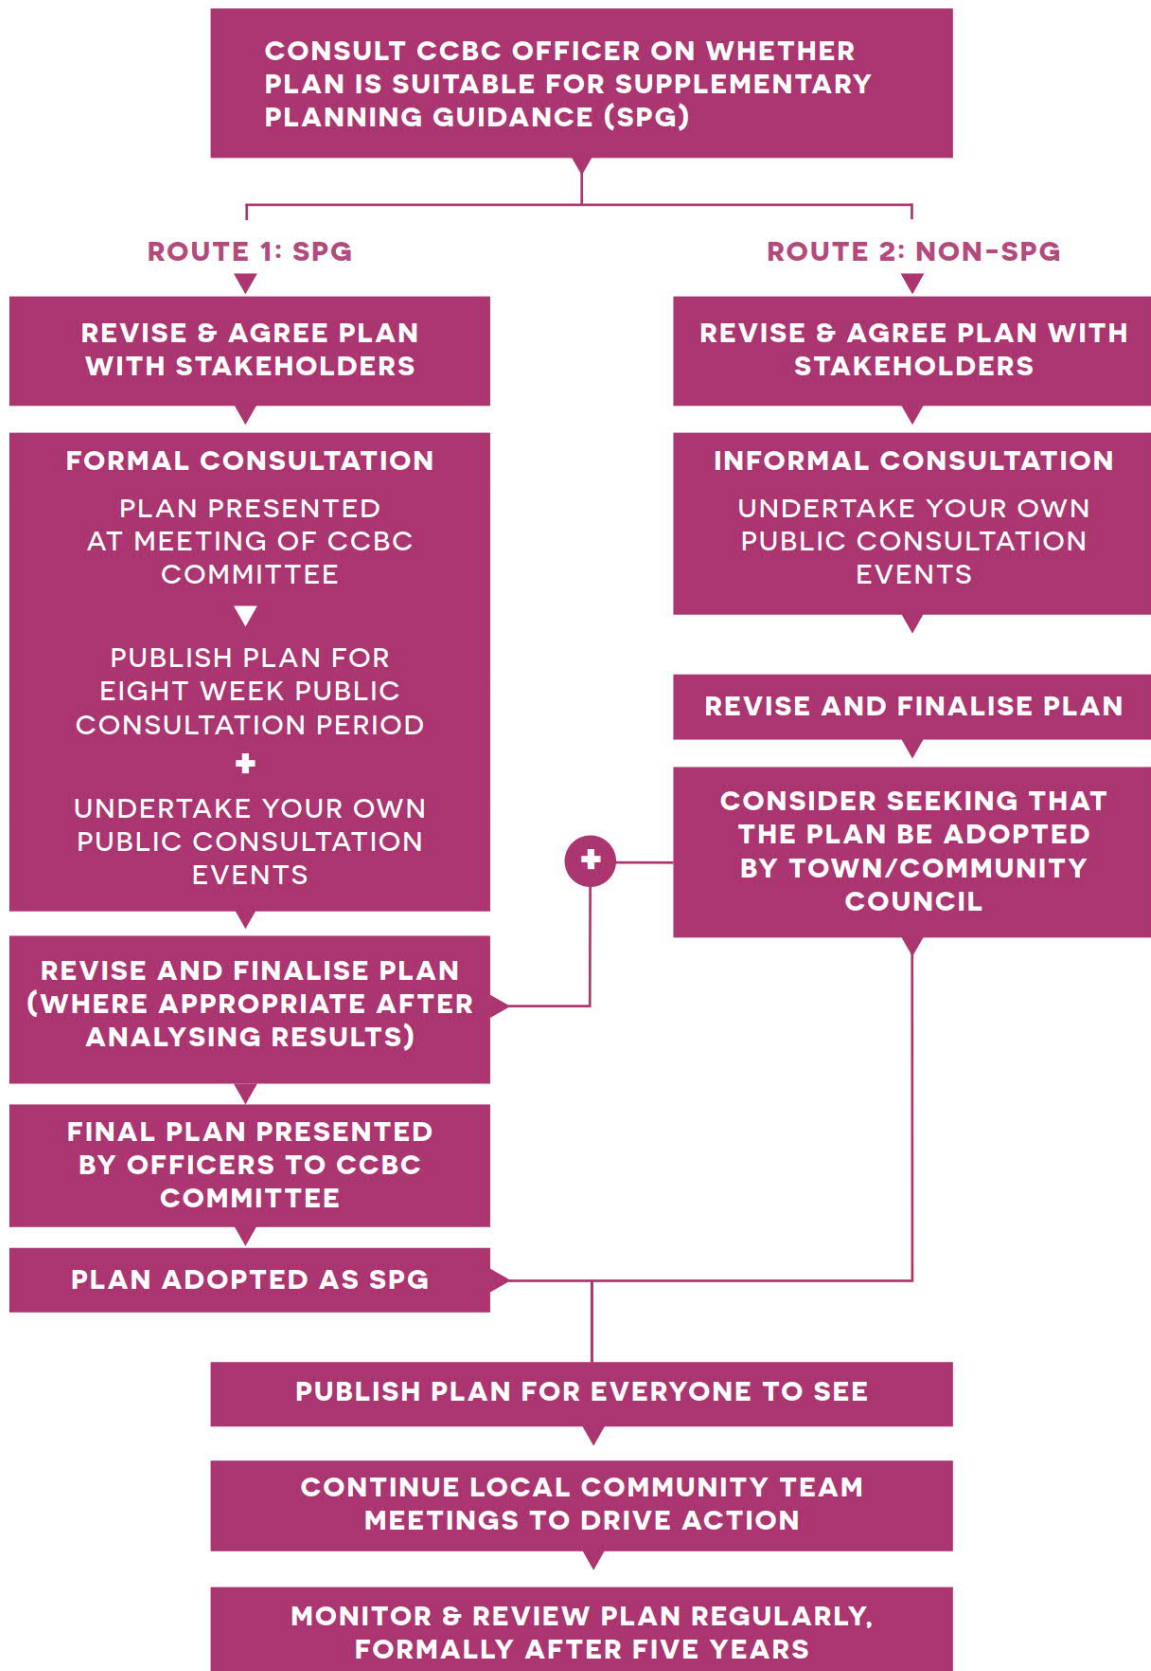 CONSULT CCBC OFFICER ON WHETHER
PLAN IS SUITABLE FOR SUPPLEMENTARY
PLANNING GUIDANCE (SPG)
ROUTE 1: SPG
REVISE & AGREE PLAN
WITH STAKEHOLDERS
FORMAL CONSULTATION
PLAN PRESENTED
AT MEETING OF CCBC
COMMITTEE
PUBLISH PLAN FOR
EIGHT WEEK PUBLIC
CONSULTATION PERIOD
+
UNDERTAKE YOUR OWN
PUBLIC CONSULTATION
EVENTS
REVISE AND FINALISE PLAN
(WHERE APPROPRIATE AFTER
ANALYSING RESULTS)
FINAL PLAN PRESENTED
BY OFFICERS TO CCBC
COMMITTEE
PLAN ADOPTED AS SPG
ROUTE 2: NON-SPG
REVISE & AGREE PLAN WITH
STAKEHOLDERS
INFORMAL CONSULTATION
UNDERTAKE YOUR OWN
PUBLIC CONSULTATION
EVENTS
REVISE AND FINALISE PLAN
CONSIDER SEEKING THAT
THE PLAN BE ADOPTED
BY TOWN/COMMUNITY
COUNCIL
+
PUBLISH PLAN FOR EVERYONE TO SEE
CONTINUE LOCAL COMMUNITY TEAM
MEETINGS TO DRIVE ACTION
MONITOR & REVIEW PLAN REGULARLY,
FORMALLY AFTER FIVE YEARS